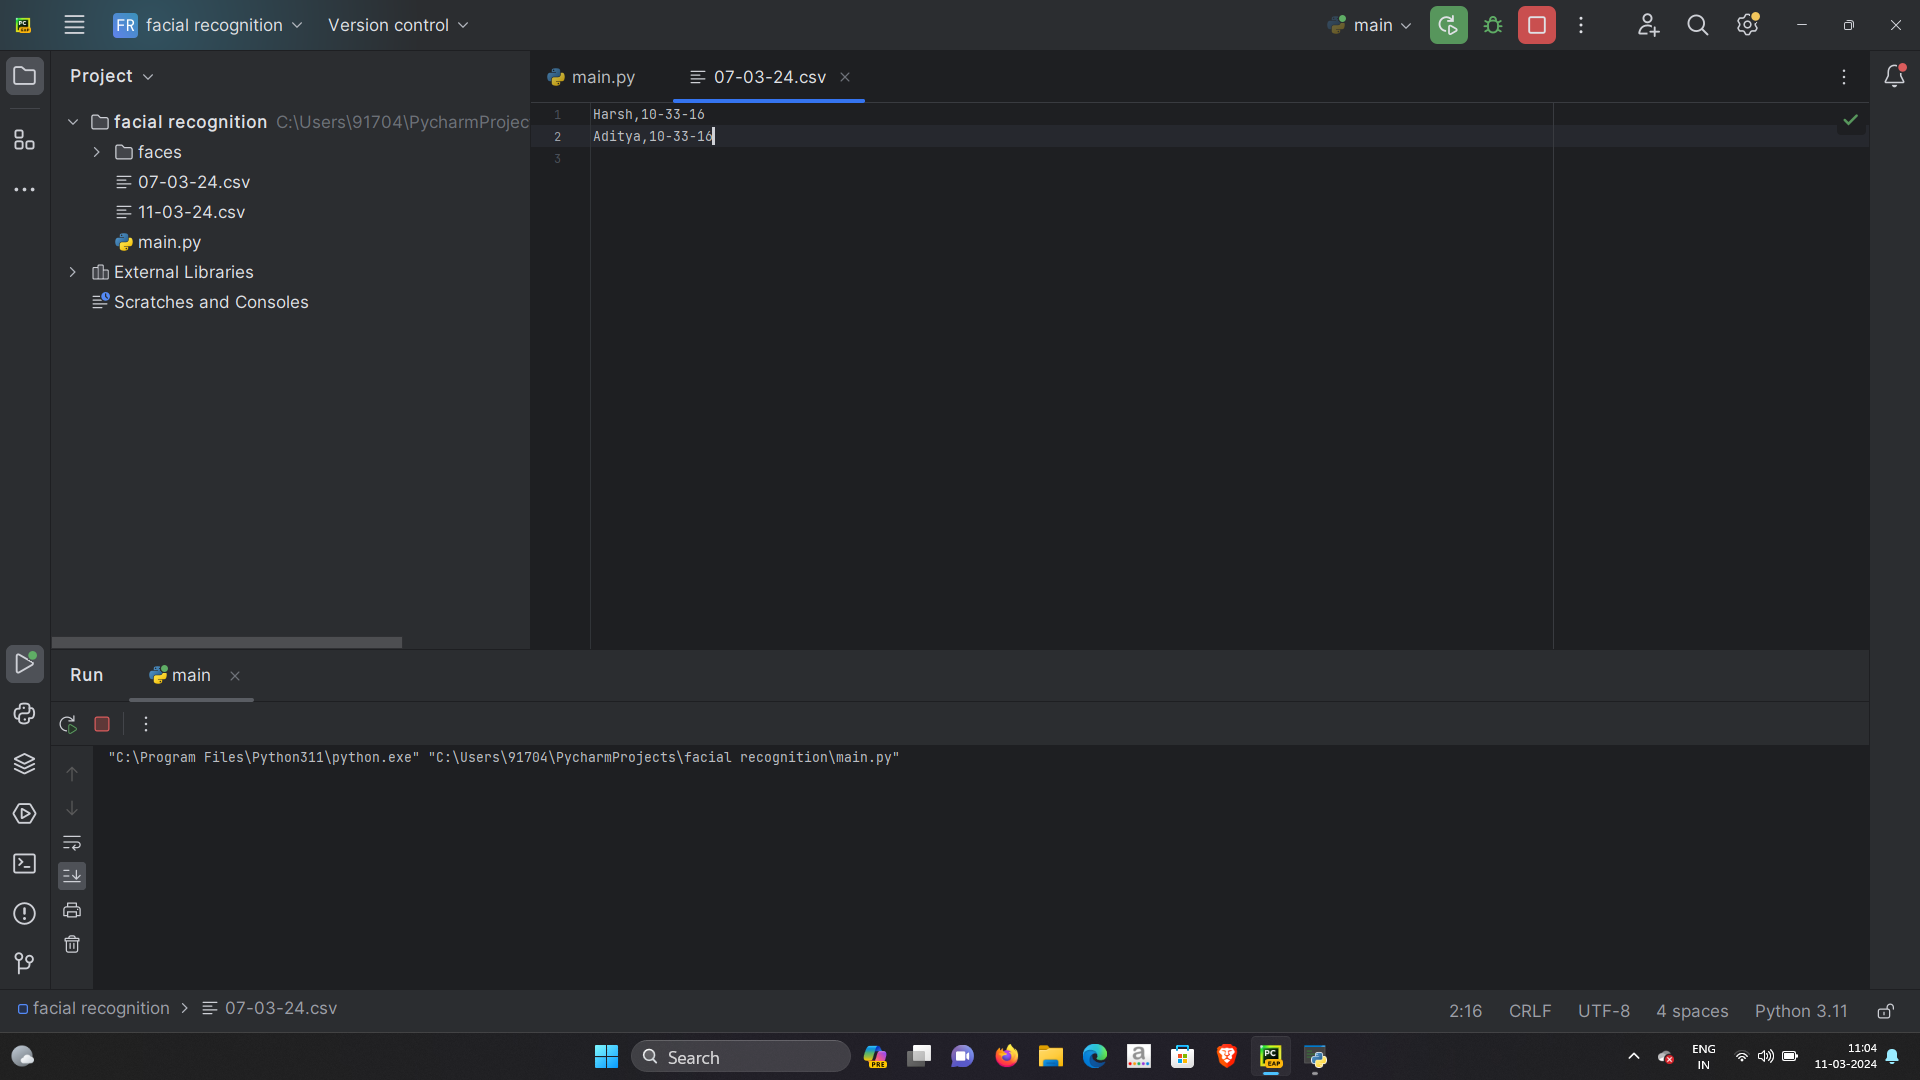 FR facial recognition Version control main
Project
main.py 07-03-24.csv
facial recognition C:\Users\91704\PycharmProjec
faces
07-03-24.csv
11-03-24.csv
main.py
External Libraries
Scratches and Consoles
1 Harsh,10-33-16
2 Aditya,10-33-16
3
Run main
"C:\Program Files\Python311\python.exe" "C:\Users\91704\PycharmProjects\facial recognition\main.py"
facial recognition 07-03-24.csv 2:16 CRLF UTF-8 4 spaces Python 3.11
Search
PRE
PC
EAP
ENG
IN
11:04
11-03-2024